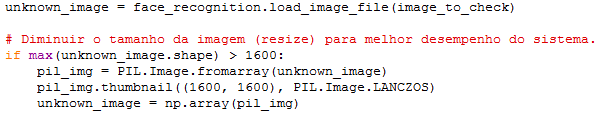 unknown_image = face_recognition.load_image_file(image_to_check)
# Diminuir o tamanho da imagem (resize) para melhor desempenho do sistema.
if max(unknown_image.shape) > 1600:
    pil_img = PIL.Image.fromarray(unknown_image)
    pil_img.thumbnail((1600, 1600), PIL.Image.LANCZOS)
    unknown_image = np.array(pil_img)